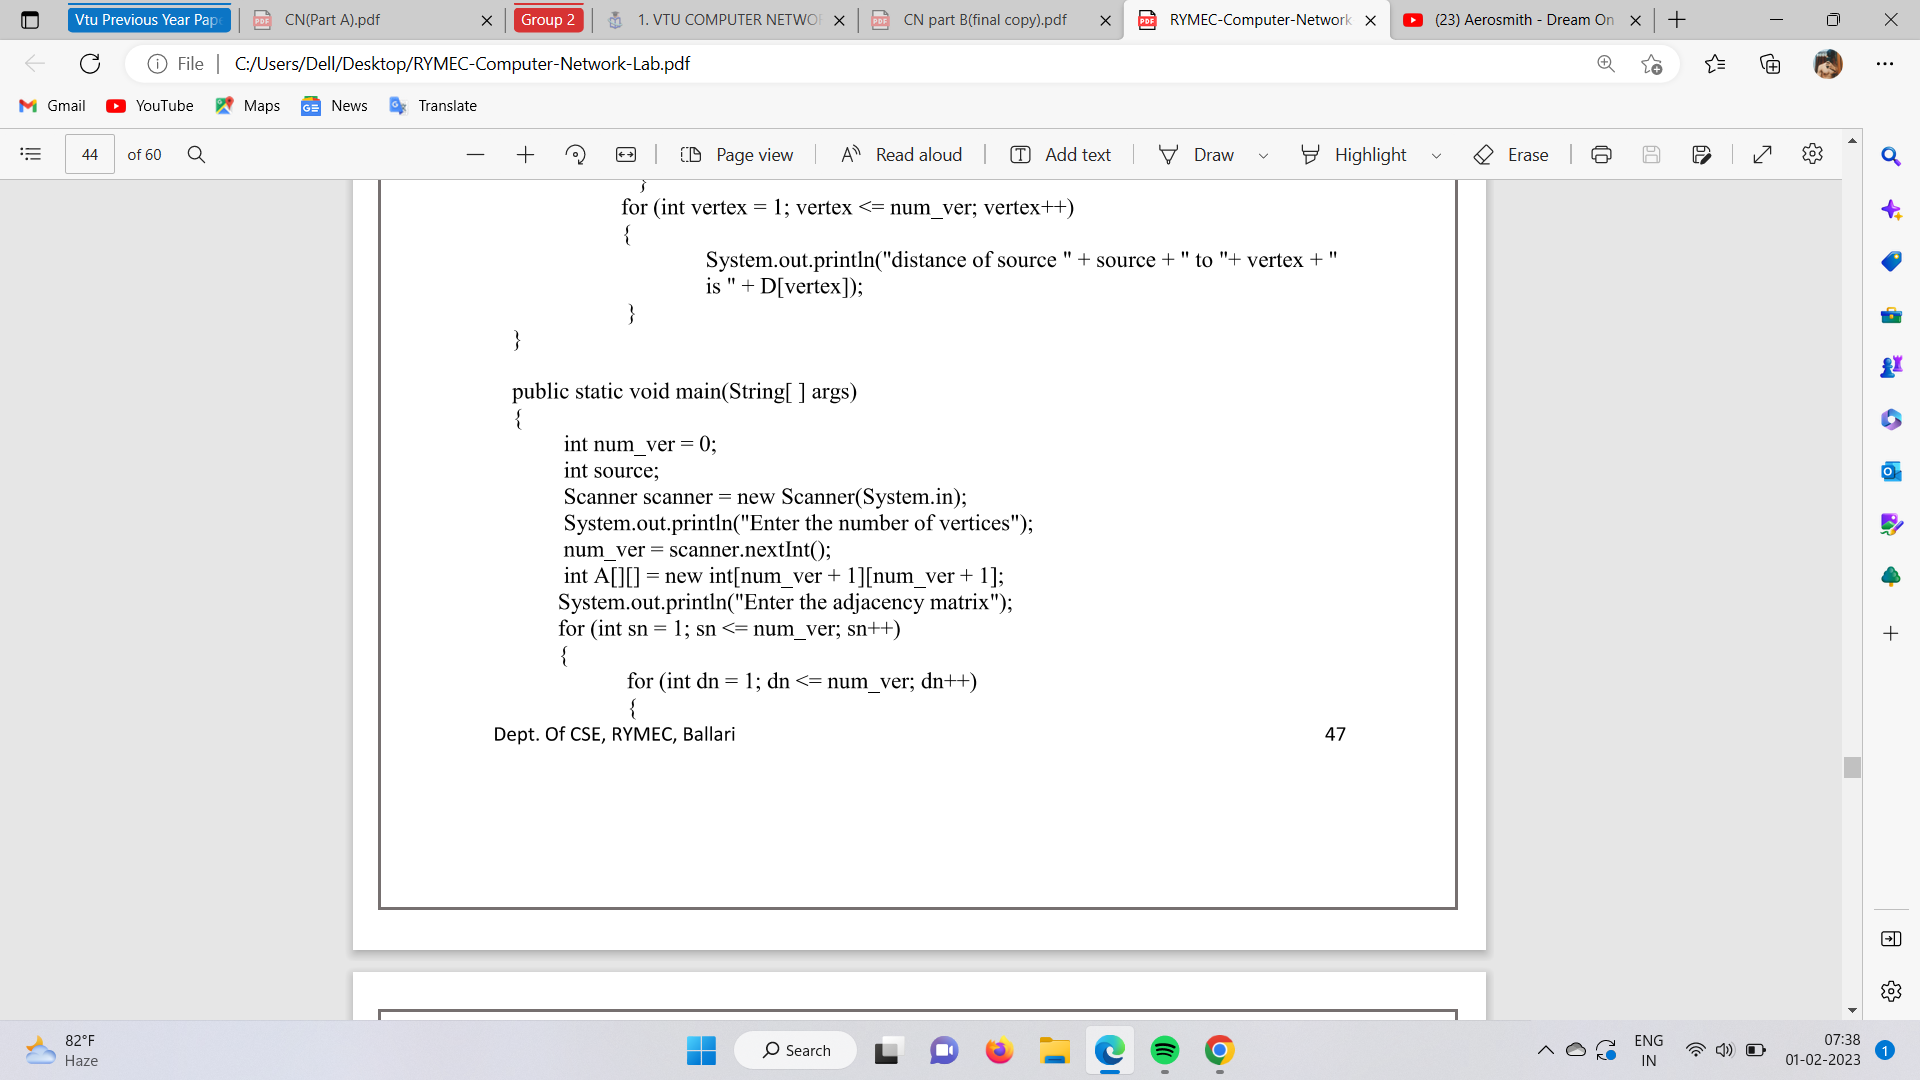 Vtu Previous Year Pap
CN(Part A).pdf
Group 2
1. VTU COMPUTER NETWO
CN part B(final copy).pdf
RYMEC-Computer-Network
(23) Aerosmith - Dream On
File
C:/Users/Dell/Desktop/RYMEC-Computer-Network-Lab.pdf
Gmail
YouTube
Maps
News
Translate
44
of 60
Page view
Read aloud
Add text
Draw
Highlight
Erase
}
for (int vertex = 1; vertex <= num_ver; vertex++)
{
System.out.println("distance of source " + source + " to "+ vertex + "
is " + D[vertex]);
}
}
public static void main(String[ ] args)
{
int num_ver = 0;
int source;
Scanner scanner = new Scanner(System.in);
System.out.println("Enter the number of vertices");
num_ver = scanner.nextInt();
int A[][] = new int[num_ver + 1][num_ver + 1];
System.out.println("Enter the adjacency matrix");
for (int sn = 1; sn <= num_ver; sn++)
{
for (int dn = 1; dn <= num_ver; dn++)
{
Dept. Of CSE, RYMEC, Ballari 47
82°F
Haze
Search
ENG
IN
07:38
01-02-2023
1